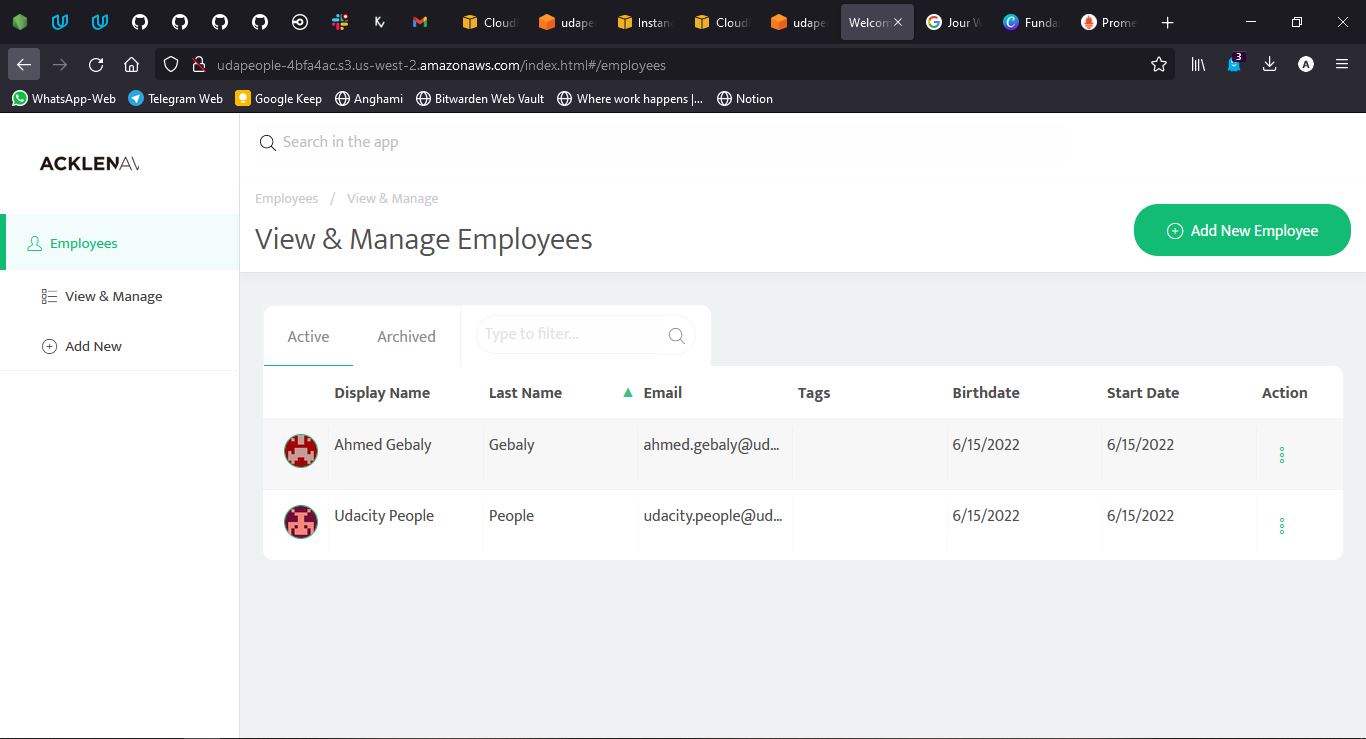 Cloud
udape
Instan
Cloud
udape
Welcom
Jour W
Funda
Prome
udapeople-4bfa4ac.s3.us-west-2.amazonaws.com/index.html#/employees
3
A
WhatsApp-Web
Telegram Web
Google Keep
Anghami
Bitwarden Web Vault
Where work happens |...
Notion
ACKLENAV
Search in the app
Employees / View & Manage
View & Manage Employees
Add New Employee
Employees
View & Manage
Add New
Active
Archived
Type to filter...
Display Name Last Name Email Tags Birthdate Start Date Action
Ahmed Gebaly Gebaly ahmed.gebaly@ud... 6/15/2022 6/15/2022
Udacity People People udacity.people@ud... 6/15/2022 6/15/2022